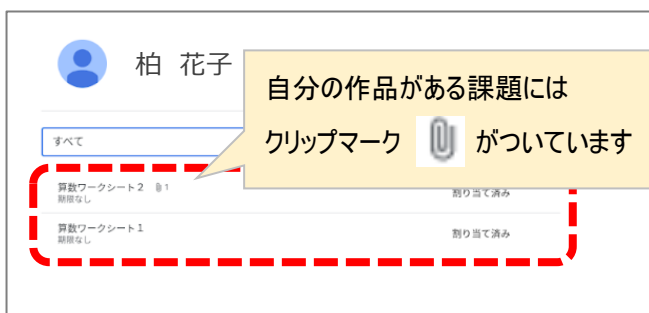 柏 花子
自分の作品がある課題には
クリップマーク がついています
すべて
算数ワークシート2 1
期限なし
割り当て済み
算数ワークシート1
期限なし
割り当て済み